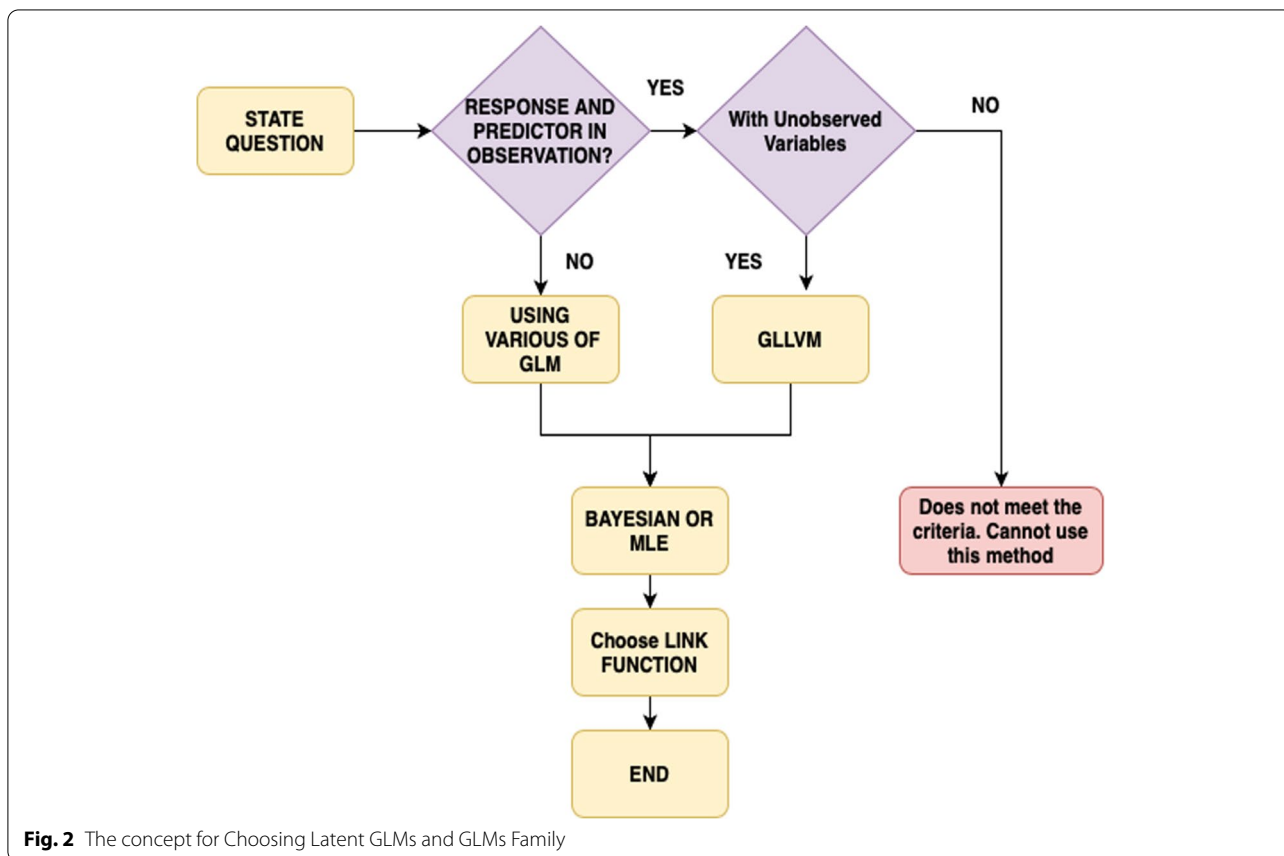 STATE
QUESTION
RESPONSE AND
PREDICTOR IN
OBSERVATION?
YES
With Unobserved
Variables
NO
NO
YES
USING
VARIOUS OF
GLM
GLLVM
BAYESIAN OR
MLE
Does not meet the
criteria. Cannot use
this method
Choose LINK
FUNCTION
END
Fig. 2 The concept for Choosing Latent GLMs and GLMs Family